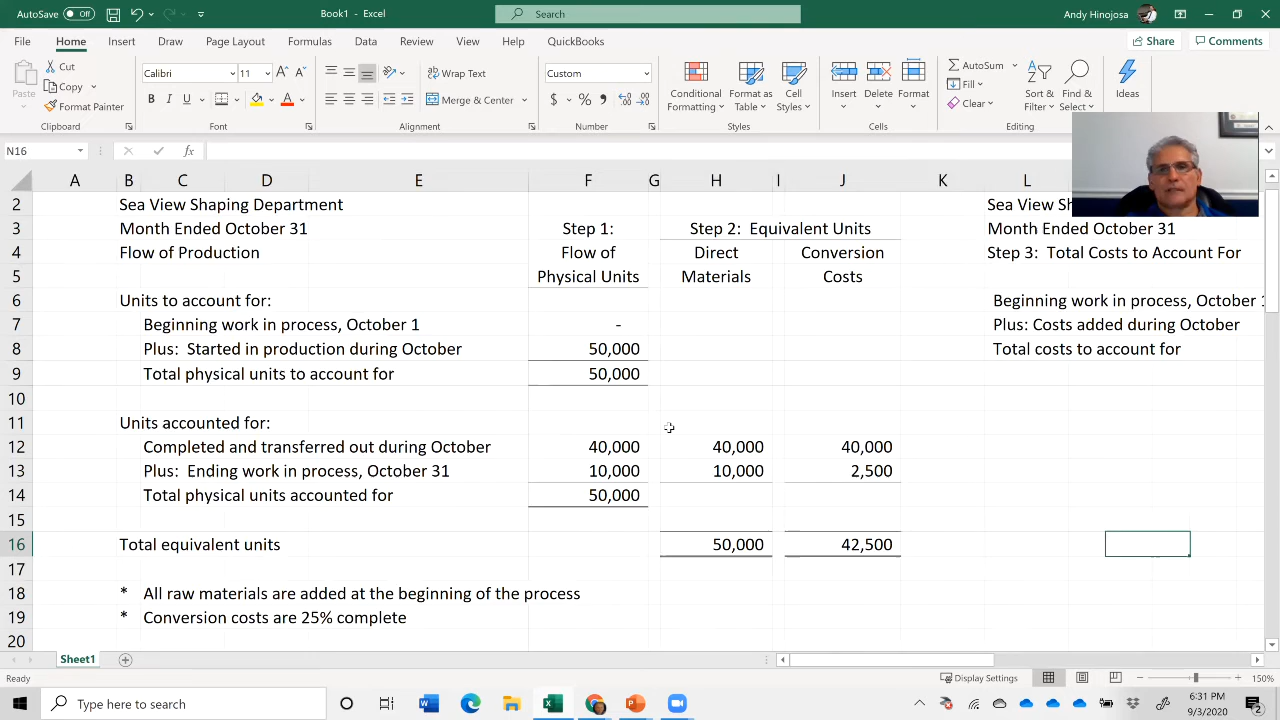 AutoSave Off
Book1 - Excel
Search
Andy Hinojosa
File Home Insert Draw Page Layout Formulas Data Review View Help QuickBooks
Share Comments
Paste
Cut
Copy
Format Painter
Clipboard
Calibri 11
B I U
Font
Wrap Text
Merge & Center
Alignment
Custom
$ % 9
Number
Conditional Formatting
Format as Table
Cell Styles
Styles
Insert Delete Format
Cells
AutoSum
Fill
Clear
Sort & Filter
Find & Select
Editing
Ideas
N16
fx
A B C D E F G H I J K L
2 Sea View Shaping Department Sea View
3 Month Ended October 31 Step 1: Step 2: Equivalent Units Month Ended October 31
4 Flow of Production Flow of Direct Conversion Step 3: Total Costs to Account For
5 Physical Units Materials Costs
6 Units to account for: Beginning work in process, October
7 Beginning work in process, October 1 - Plus: Costs added during October
8 Plus: Started in production during October 50,000 Total costs to account for
9 Total physical units to account for 50,000
10
11 Units accounted for:
12 Completed and transferred out during October 40,000 40,000 40,000
13 Plus: Ending work in process, October 31 10,000 10,000 2,500
14 Total physical units accounted for 50,000
15
16 Total equivalent units 50,000 42,500
17
18 * All raw materials are added at the beginning of the process
19 * Conversion costs are 25% complete
20
Sheet1
Ready
Display Settings
150%
Type here to search
6:31 PM
9/3/2020
2